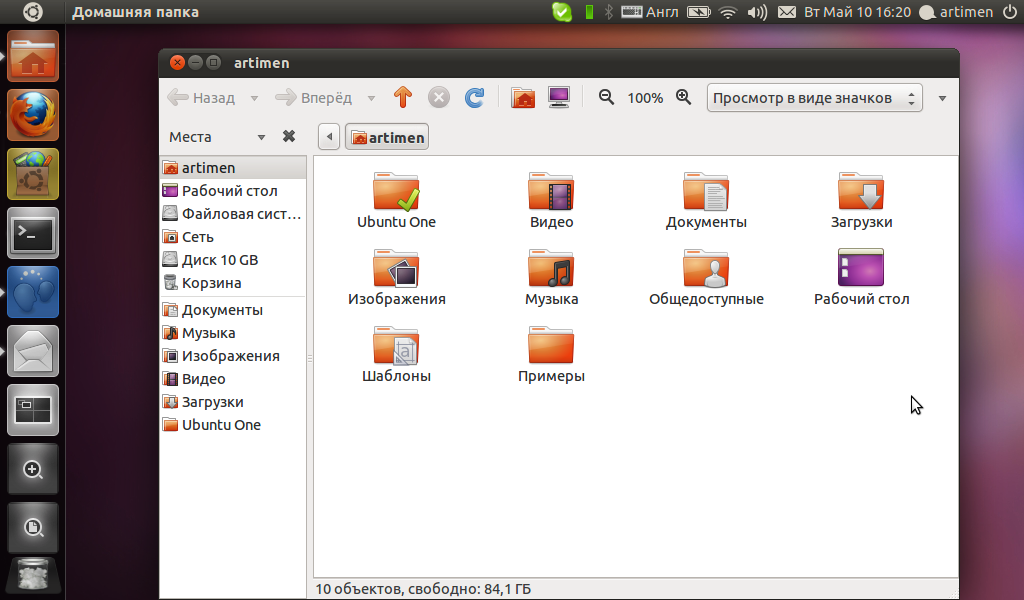 Домашняя папка
Англ
Вт Май 10 16:20
artimen
artimen
Назад
Вперёд
100%
Просмотр в виде значков
Места
artimen
artimen
Рабочий стол
Файловая сист...
Сеть
Диск 10 GB
Корзина
Документы
Музыка
Изображения
Видео
Загрузки
Ubuntu One
Ubuntu One
Видео
Документы
Загрузки
Изображения
Музыка
Общедоступные
Рабочий стол
Шаблоны
Примеры
10 объектов, свободно: 84,1 ГБ